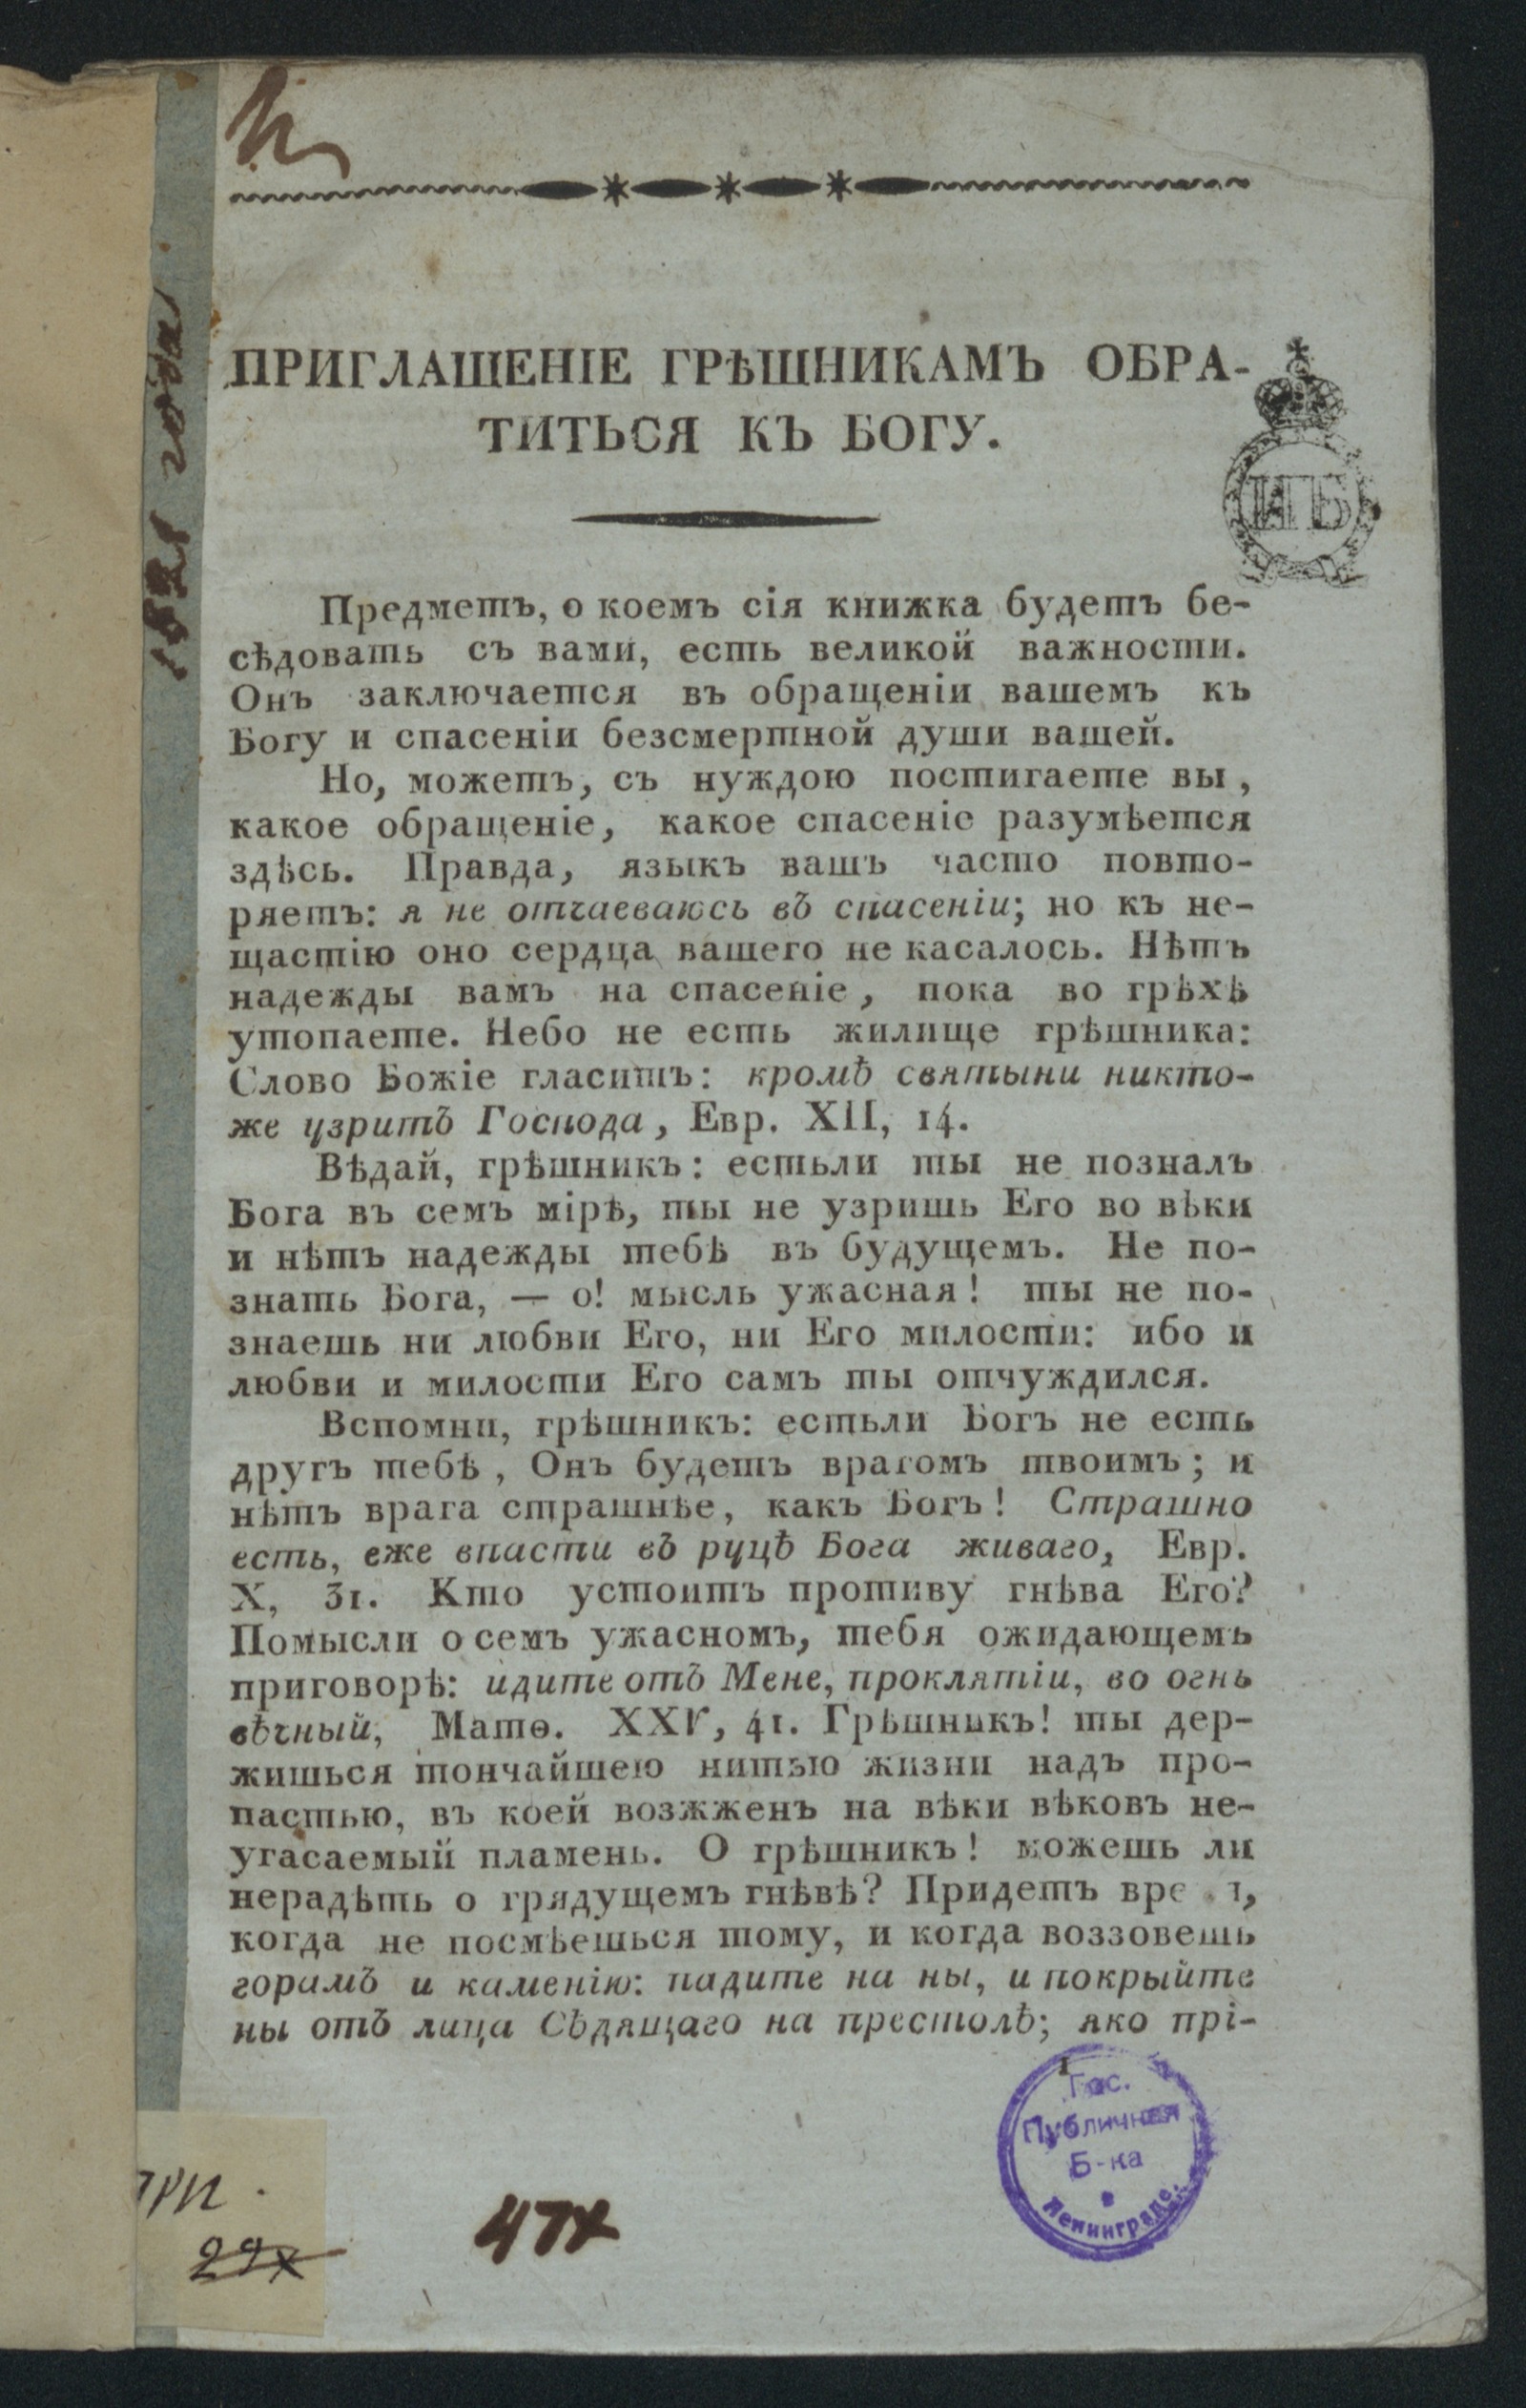 ПРИГЛАШЕНІЕ ГРѢШНИКАМЪ ОБРА-
ТИТЬСЯ КЪ БОГУ.
ИПБ
1821 года
Предметъ, о коемъ сія книжка будетъ бе-
сѣдовать съ вами, есть великой важности.
Онъ заключается въ обращеніи вашемъ къ
Богу и спасеніи безсмертной души вашей.
Но, можетъ, съ нуждою постигаете вы,
какое обращеніе, какое спасеніе разумѣется
здѣсь. Правда, языкъ вашъ часто повто-
ряетъ: я не отчаеваюсь въ спасеніи; но къ не-
щастію оно сердца вашего не касалось. Нѣтъ
надежды вамъ на спасеніе, пока во грѣхѣ
утопаете. Небо не есть жилище грѣшника:
Слово Божіе гласитъ: кромѣ святыни никто-
же узритъ Господа, Евр. XII, 14.
Вѣдай, грѣшникъ: естьли ты не позналъ
Бога въ семъ мірѣ, ты не узришь Его во вѣки
и нѣтъ надежды тебѣ въ будущемъ. Не по-
знать Бога, — о! мысль ужасная! ты не по-
знаешь ни любви Его, ни Его милости: ибо и
любви и милости Его самъ ты отчуждился.
Вспомни, грѣшникъ: естьли Богъ не есть
другъ тебѣ, Онъ будетъ врагомъ твоимъ; и
нѣтъ врага страшнѣе, какъ Богъ! Страшно
есть, еже впасти въ руцѣ Бога живаго, Евр.
X, 31. Кто устоитъ противу гнѣва Его?
Помысли о семъ ужасномъ, тебя ожидающемъ
приговорѣ: идите отъ Мене, проклятіи, во огнь
вѣчный, Матѳ. XXV, 41. Грѣшникъ! ты дер-
жишься тончайшею нитью жизни надъ про-
пастью, въ коей возжженъ на вѣки вѣковъ не-
угасаемый пламень. О грѣшникъ! можешь ли
нерадѣть о грядущемъ гнѣвѣ? Придетъ
когда не посмѣешься тому, и когда воззовешь
горамъ и каменію: падите на ны, и покрыйте
ны отъ лица Сѣдящаго на престолѣ; яко прі-
1
Гос.
Публичная
Б-ка
Ленинграде.
29х
47х